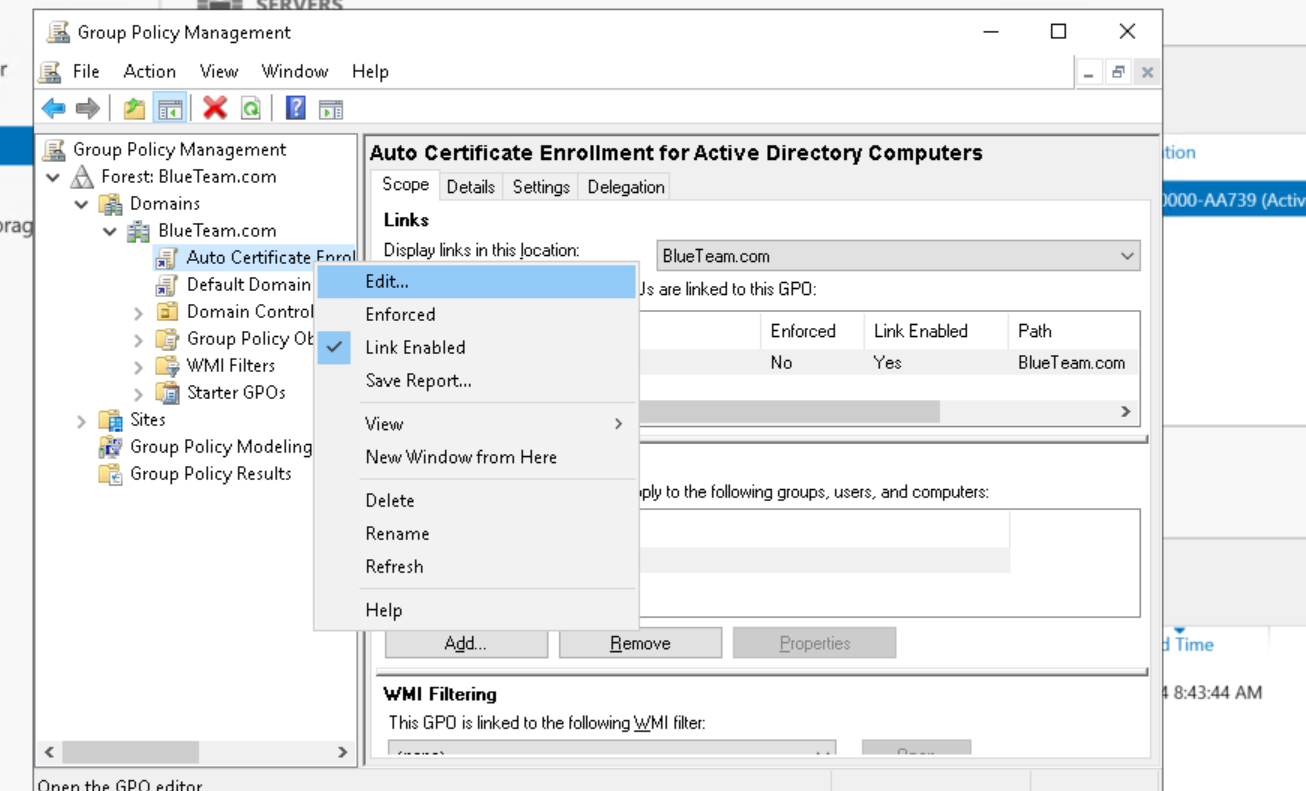 SERVERS
Group Policy Management
File Action View Window Help
Group Policy Management
Forest: BlueTeam.com
Domains
BlueTeam.com
Auto Certificate Enrol
Default Domain
Domain Control
Group Policy Ob
WMI Filters
Starter GPOs
Sites
Group Policy Modeling
Group Policy Results
Edit...
Enforced
Link Enabled
Save Report...
View
New Window from Here
Delete
Rename
Refresh
Help
Auto Certificate Enrollment for Active Directory Computers
Scope Details Settings Delegation
Links
Display links in this location: BlueTeam.com
Us are linked to this GPO:
Enforced Link Enabled Path
No Yes BlueTeam.com
pply to the following groups, users, and computers:
Add... Remove Properties
WMI Filtering
This GPO is linked to the following WMI filter:
(none) Open
Open the GPO editor
r
orag
tion
0000-AA739 (Activ
d Time
4 8:43:44 AM